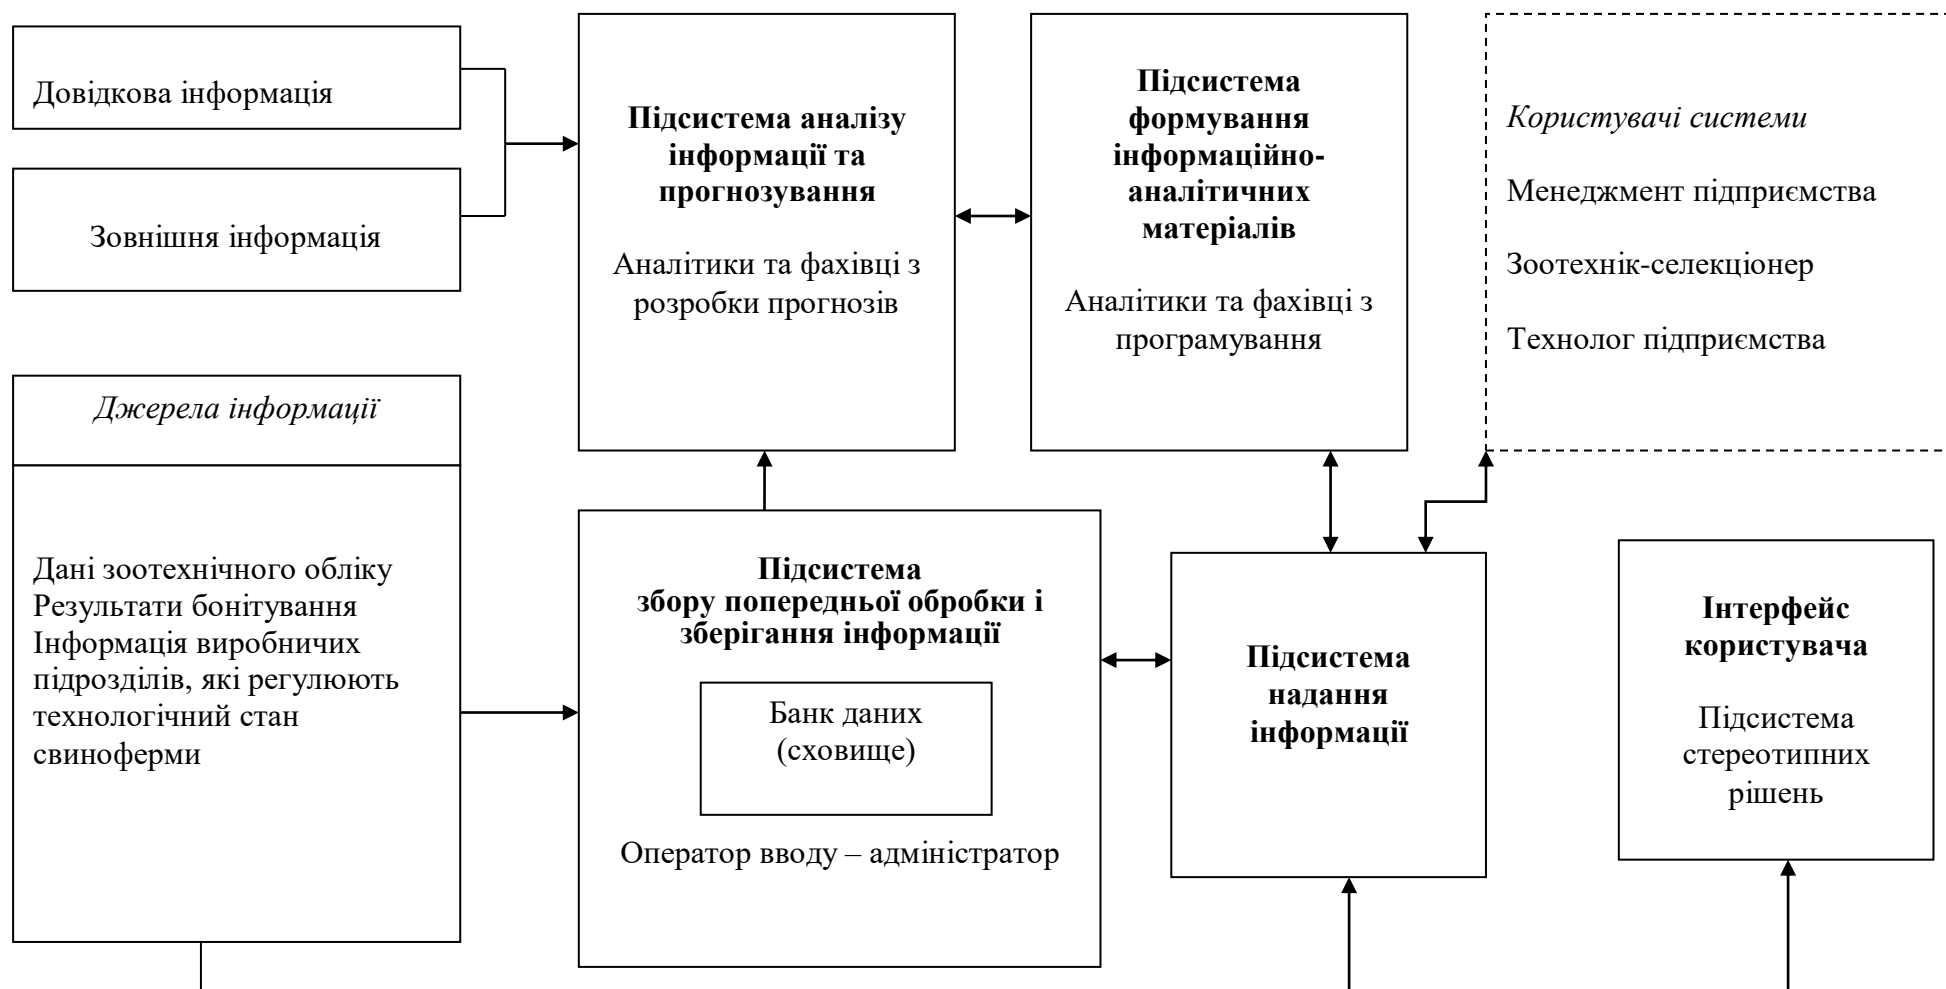 Довідкова інформація
Зовнішня інформація
Підсистема аналізу
інформації та
прогнозування
Аналітики та фахівці з
розробки прогнозів
Підсистема
формування
інформаційно-
аналітичних
матеріалів
Аналітики та фахівці з
програмування
Користувачі системи
Менеджмент підприємства
Зоотехнік-селекціонер
Технолог підприємства
Джерела інформації
Дані зоотехнічного обліку
Результати бонітування
Інформація виробничих
підрозділів, які регулюють
технологічний стан
свиноферми
Підсистема
збору попередньої обробки і
зберігання інформації
Банк даних
(сховище)
Оператор вводу – адміністратор
Підсистема
надання
інформації
Інтерфейс
користувача
Підсистема
стереотипних
рішень